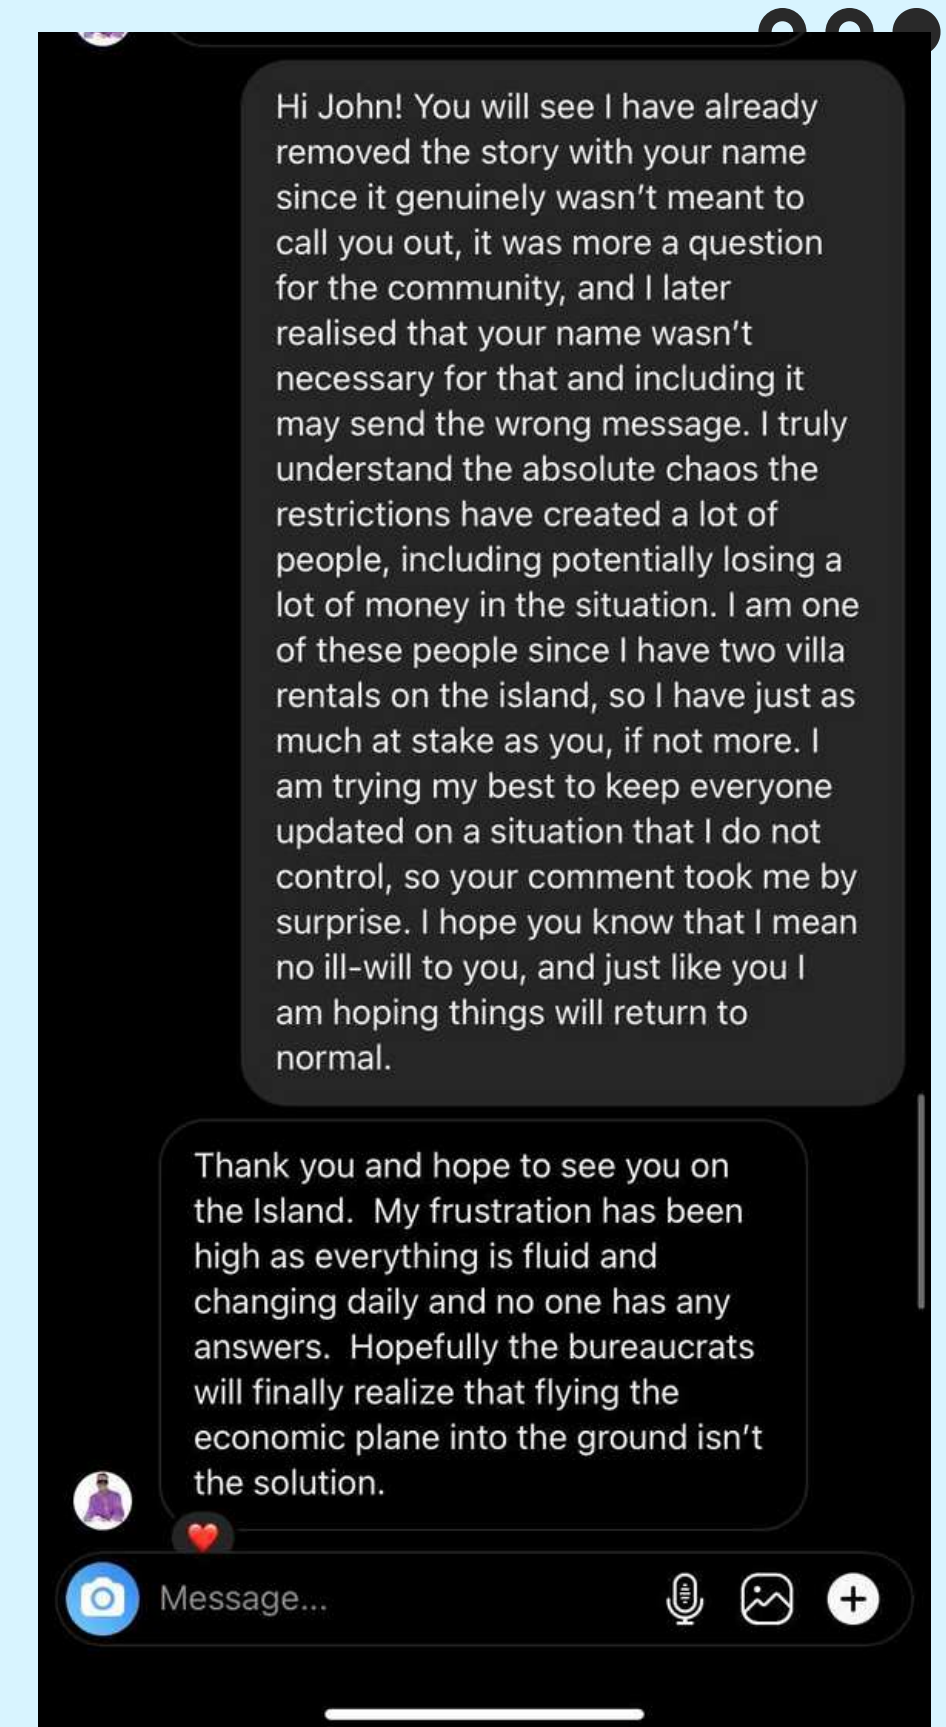 Hi John! You will see I have already
removed the story with your name
since it genuinely wasn’t meant to
call you out, it was more a question
for the community, and I later
realised that your name wasn’t
necessary for that and including it
may send the wrong message. I truly
understand the absolute chaos the
restrictions have created a lot of
people, including potentially losing a
lot of money in the situation. I am one
of these people since I have two villa
rentals on the island, so I have just as
much at stake as you, if not more. I
am trying my best to keep everyone
updated on a situation that I do not
control, so your comment took me by
surprise. I hope you know that I mean
no ill-will to you, and just like you I
am hoping things will return to
normal.
Thank you and hope to see you on
the Island.  My frustration has been
high as everything is fluid and
changing daily and no one has any
answers.  Hopefully the bureaucrats
will finally realize that flying the
economic plane into the ground isn’t
the solution.
Message...